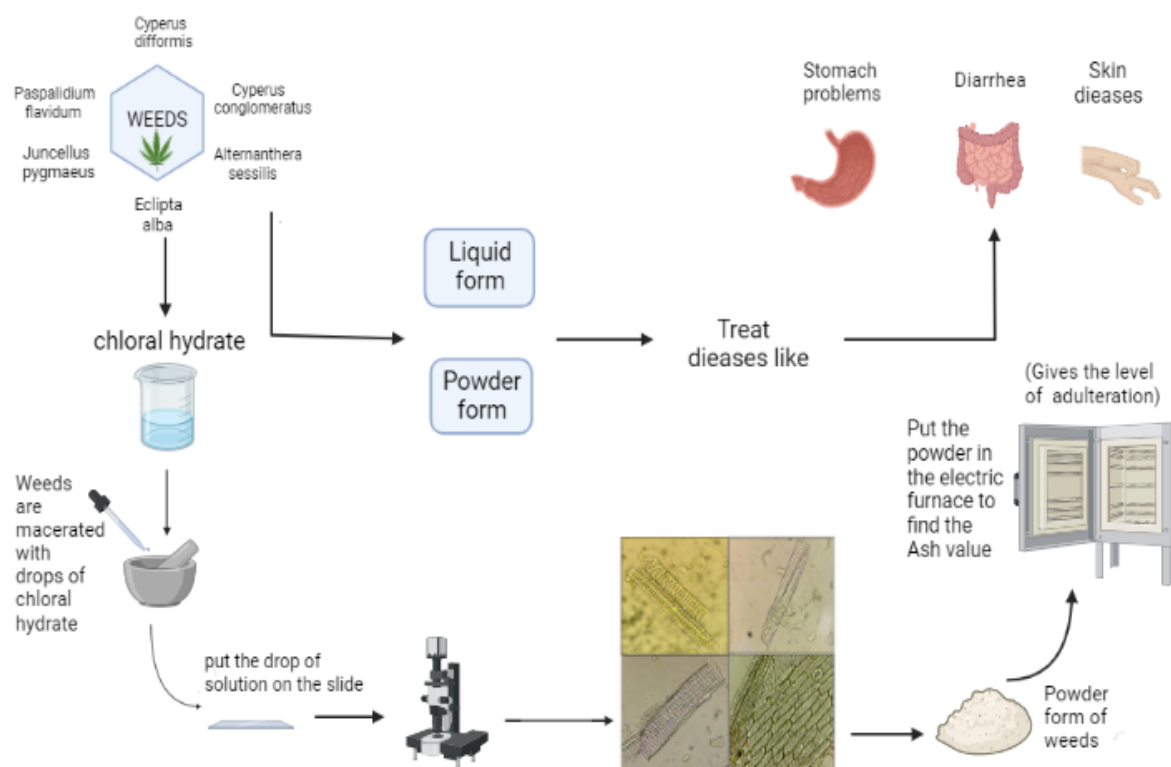 Cyperus
difformis
Paspalidium
flavidum
WEEDS
Cyperus
conglomeratus
Juncellus
pygmaeus
Alternanthera
sessilis
Eclipta
alba
Stomach
problems
Diarrhea
Skin
dieases
Liquid
form
Powder
form
Treat
dieases like
chloral hydrate
Weeds
are
macerated
with
drops of
chloral
hydrate
put the drop of
solution on the slide
Powder
form of
weeds
Put the
powder in
the electric
furnace to
find the
Ash value
(Gives the level
of adulteration)